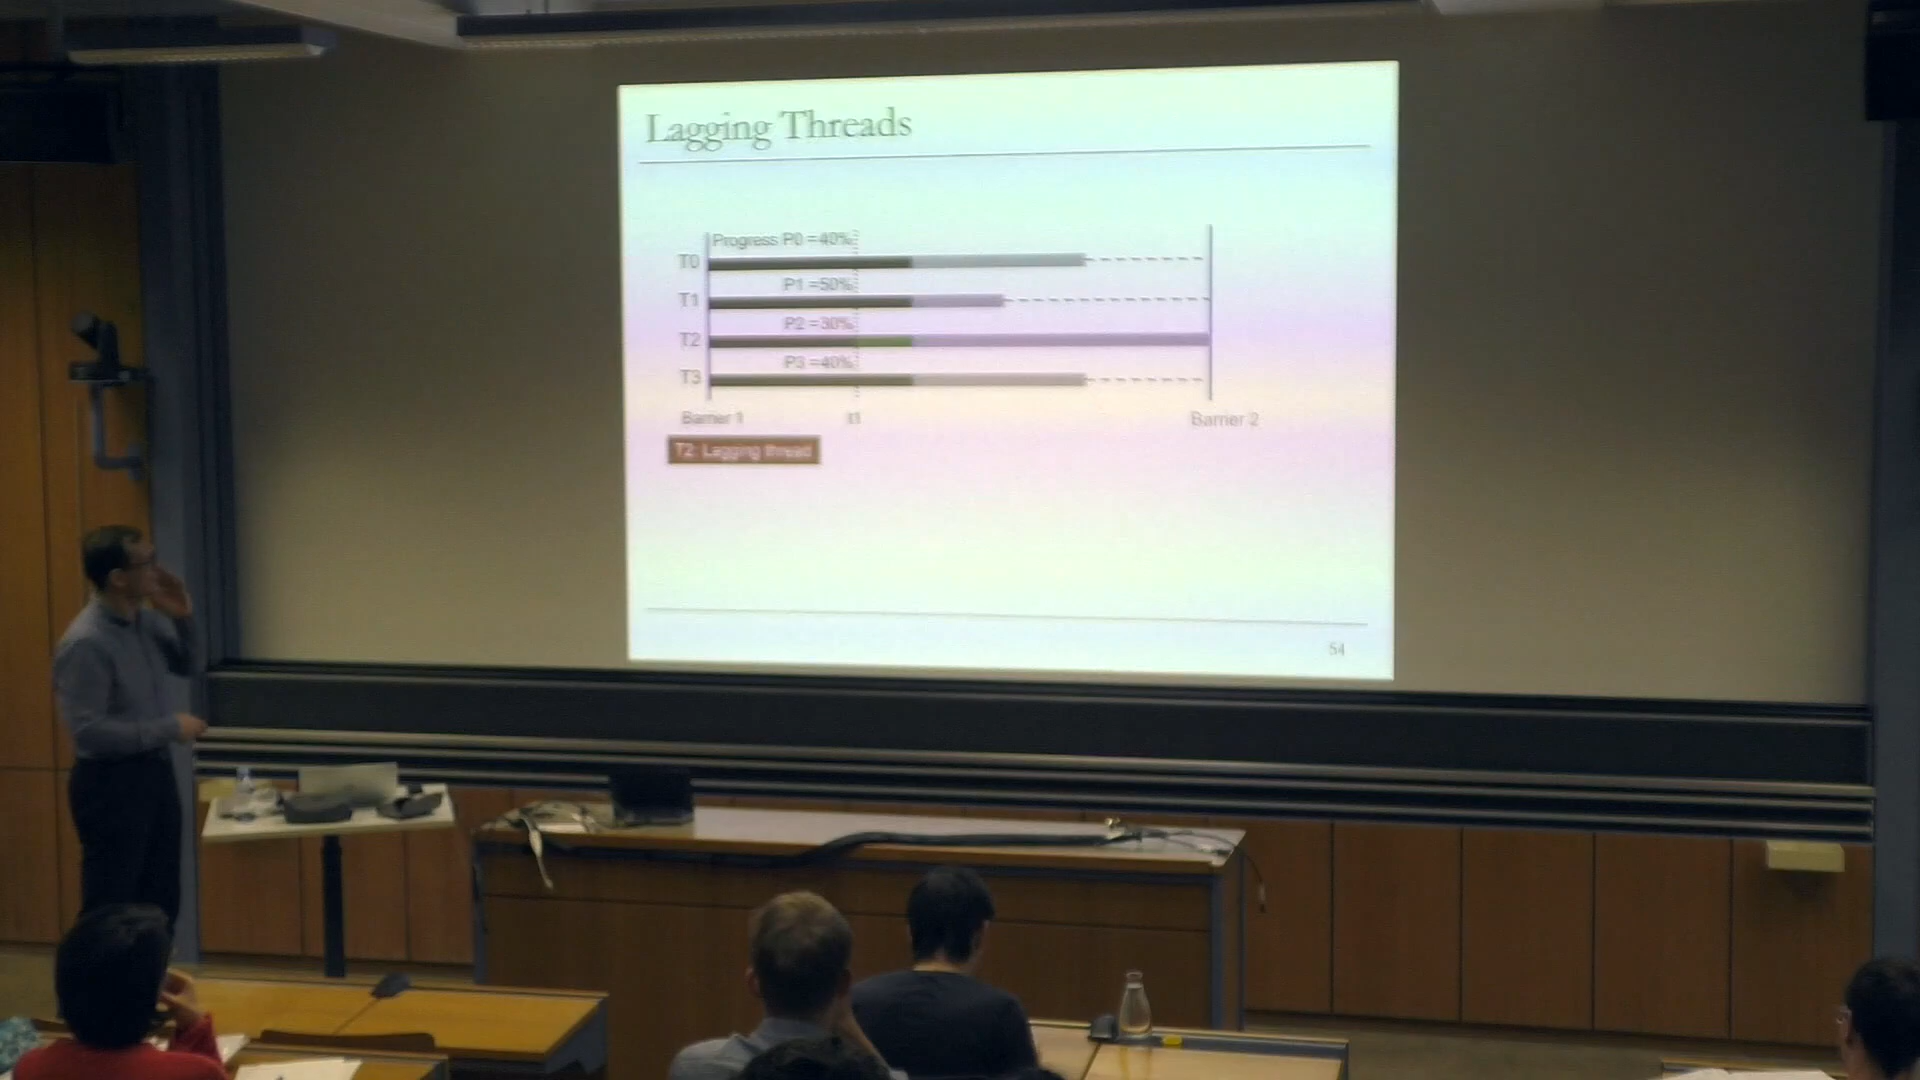 Lagging Threads
Progress P0 =40%
T0
P1 =50%
T1
P2 =30%
T2
P3 =40%
T3
Barrier 1
t1
Barrier 2
T2: Lagging thread
54